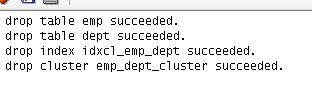 drop table emp succeeded.
drop table dept succeeded.
drop index idxcl_emp_dept succeeded.
drop cluster emp_dept_cluster succeeded.